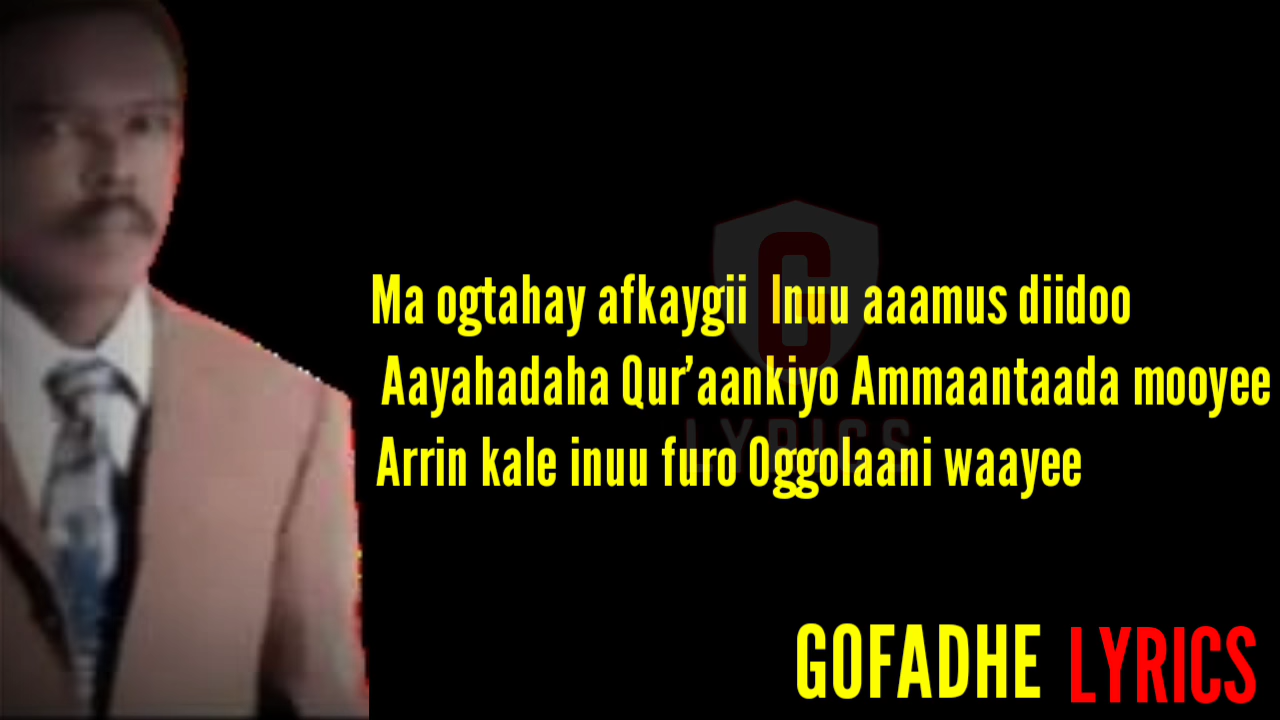 Ma ogtahay afkaygii Inuu aaamus diidoo
Aayahadaha Qur’aankiyo Ammaantaada mooyee
Arrin kale inuu furo Oggolaani waayee
G
LYRICS
GOFADHE LYRICS